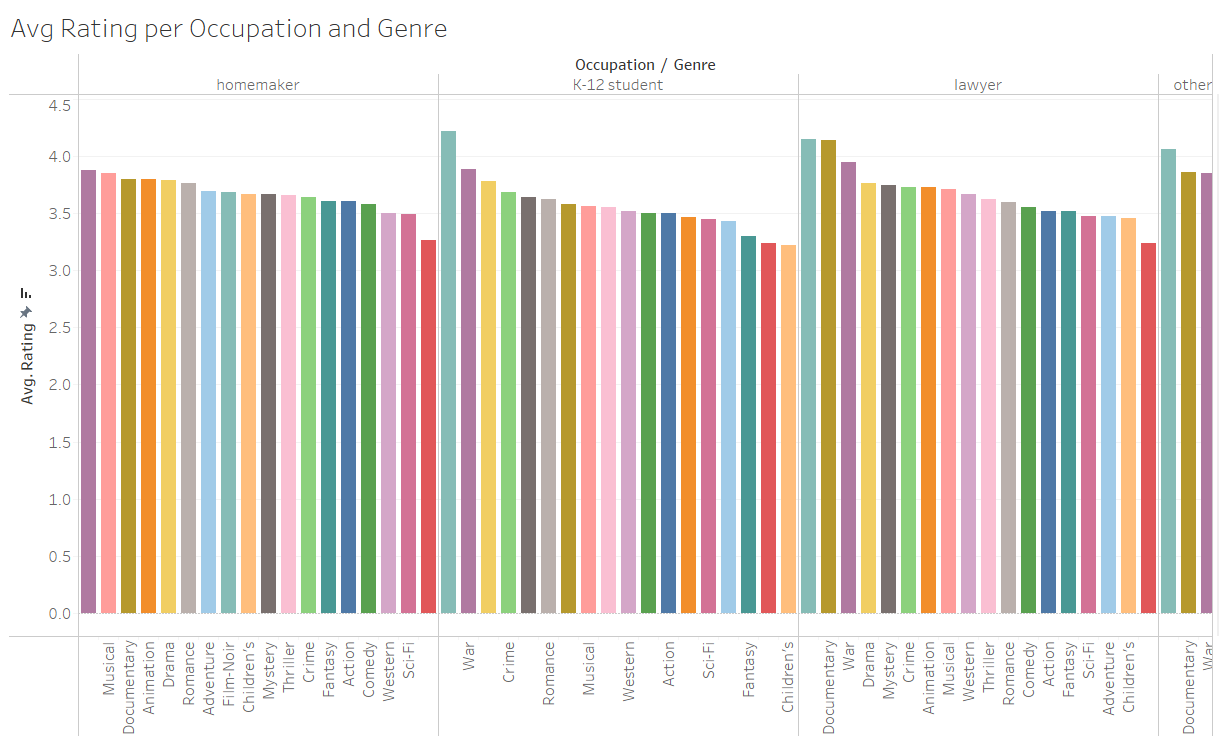 Avg Rating per Occupation and Genre
Occupation / Genre
homemaker
K-12 student
lawyer
other
Avg. Rating
4.5
4.0
3.5
3.0
2.5
2.0
1.5
1.0
0.5
0.0
Musical
Documentary
Animation
Drama
Romance
Adventure
Film-Noir
Children's
Mystery
Thriller
Crime
Fantasy
Action
Comedy
Western
Sci-Fi
War
Crime
Romance
Musical
Western
Action
Sci-Fi
Fantasy
Children's
Documentary
War
Drama
Mystery
Crime
Animation
Musical
Western
Thriller
Romance
Comedy
Action
Fantasy
Sci-Fi
Adventure
Children's
Documentary
War